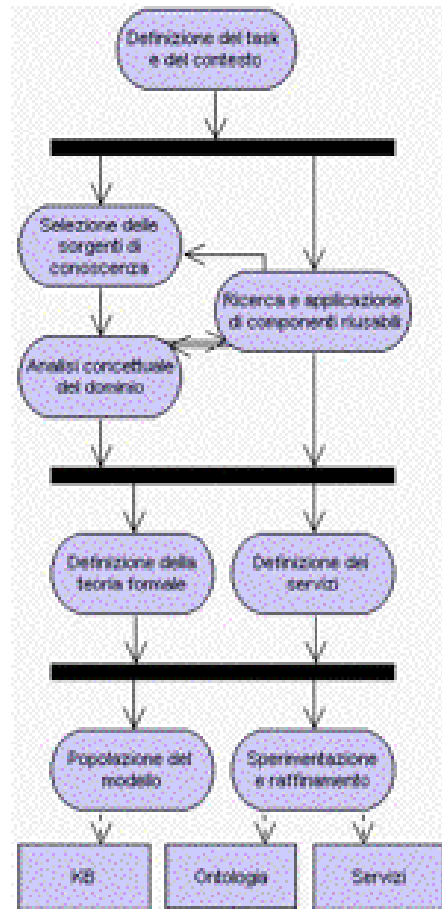 Definizione del task
e del contesto
Selezione delle
sorgenti di
conoscenza
Ricerca e applicazione
di componenti riusabili
Analisi concettuale
del dominio
Definizione della
teoria formale
Definizione dei
servizi
Popolazione del
modello
Sperimentazione
e raffinamento
KB
Ontologia
Servizi